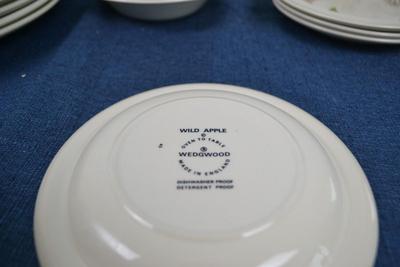 WILD APPLE
©
OVEN TO TABLE
®
WEDGWOOD
MADE IN ENGLAND
DISHWASHER PROOF
DETERGENT PROOF